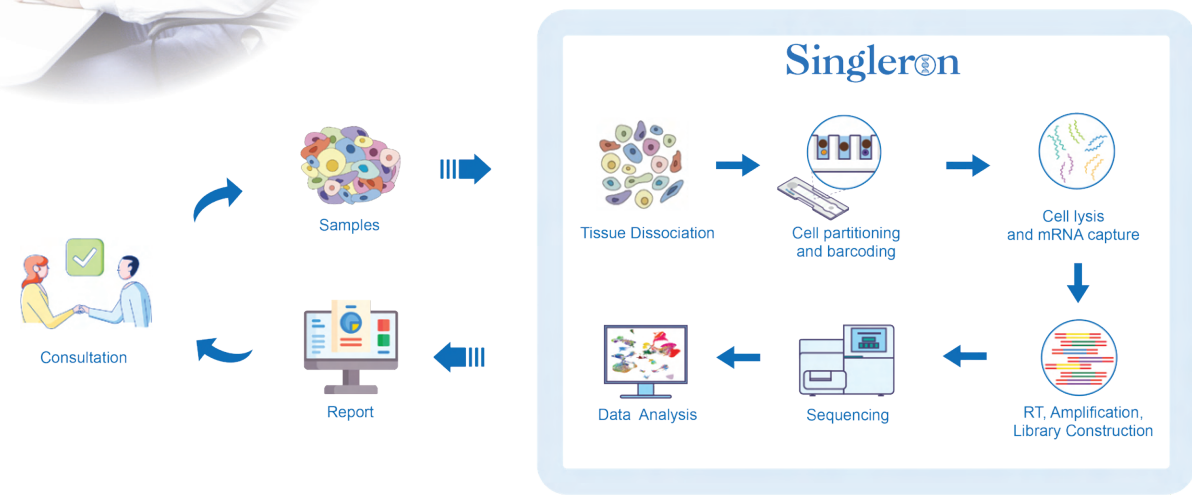 Singleron
Samples
Tissue Dissociation
Cell partitioning
and barcoding
Cell lysis
and mRNA capture
Consultation
Report
Data Analysis
Sequencing
RT, Amplification,
Library Construction